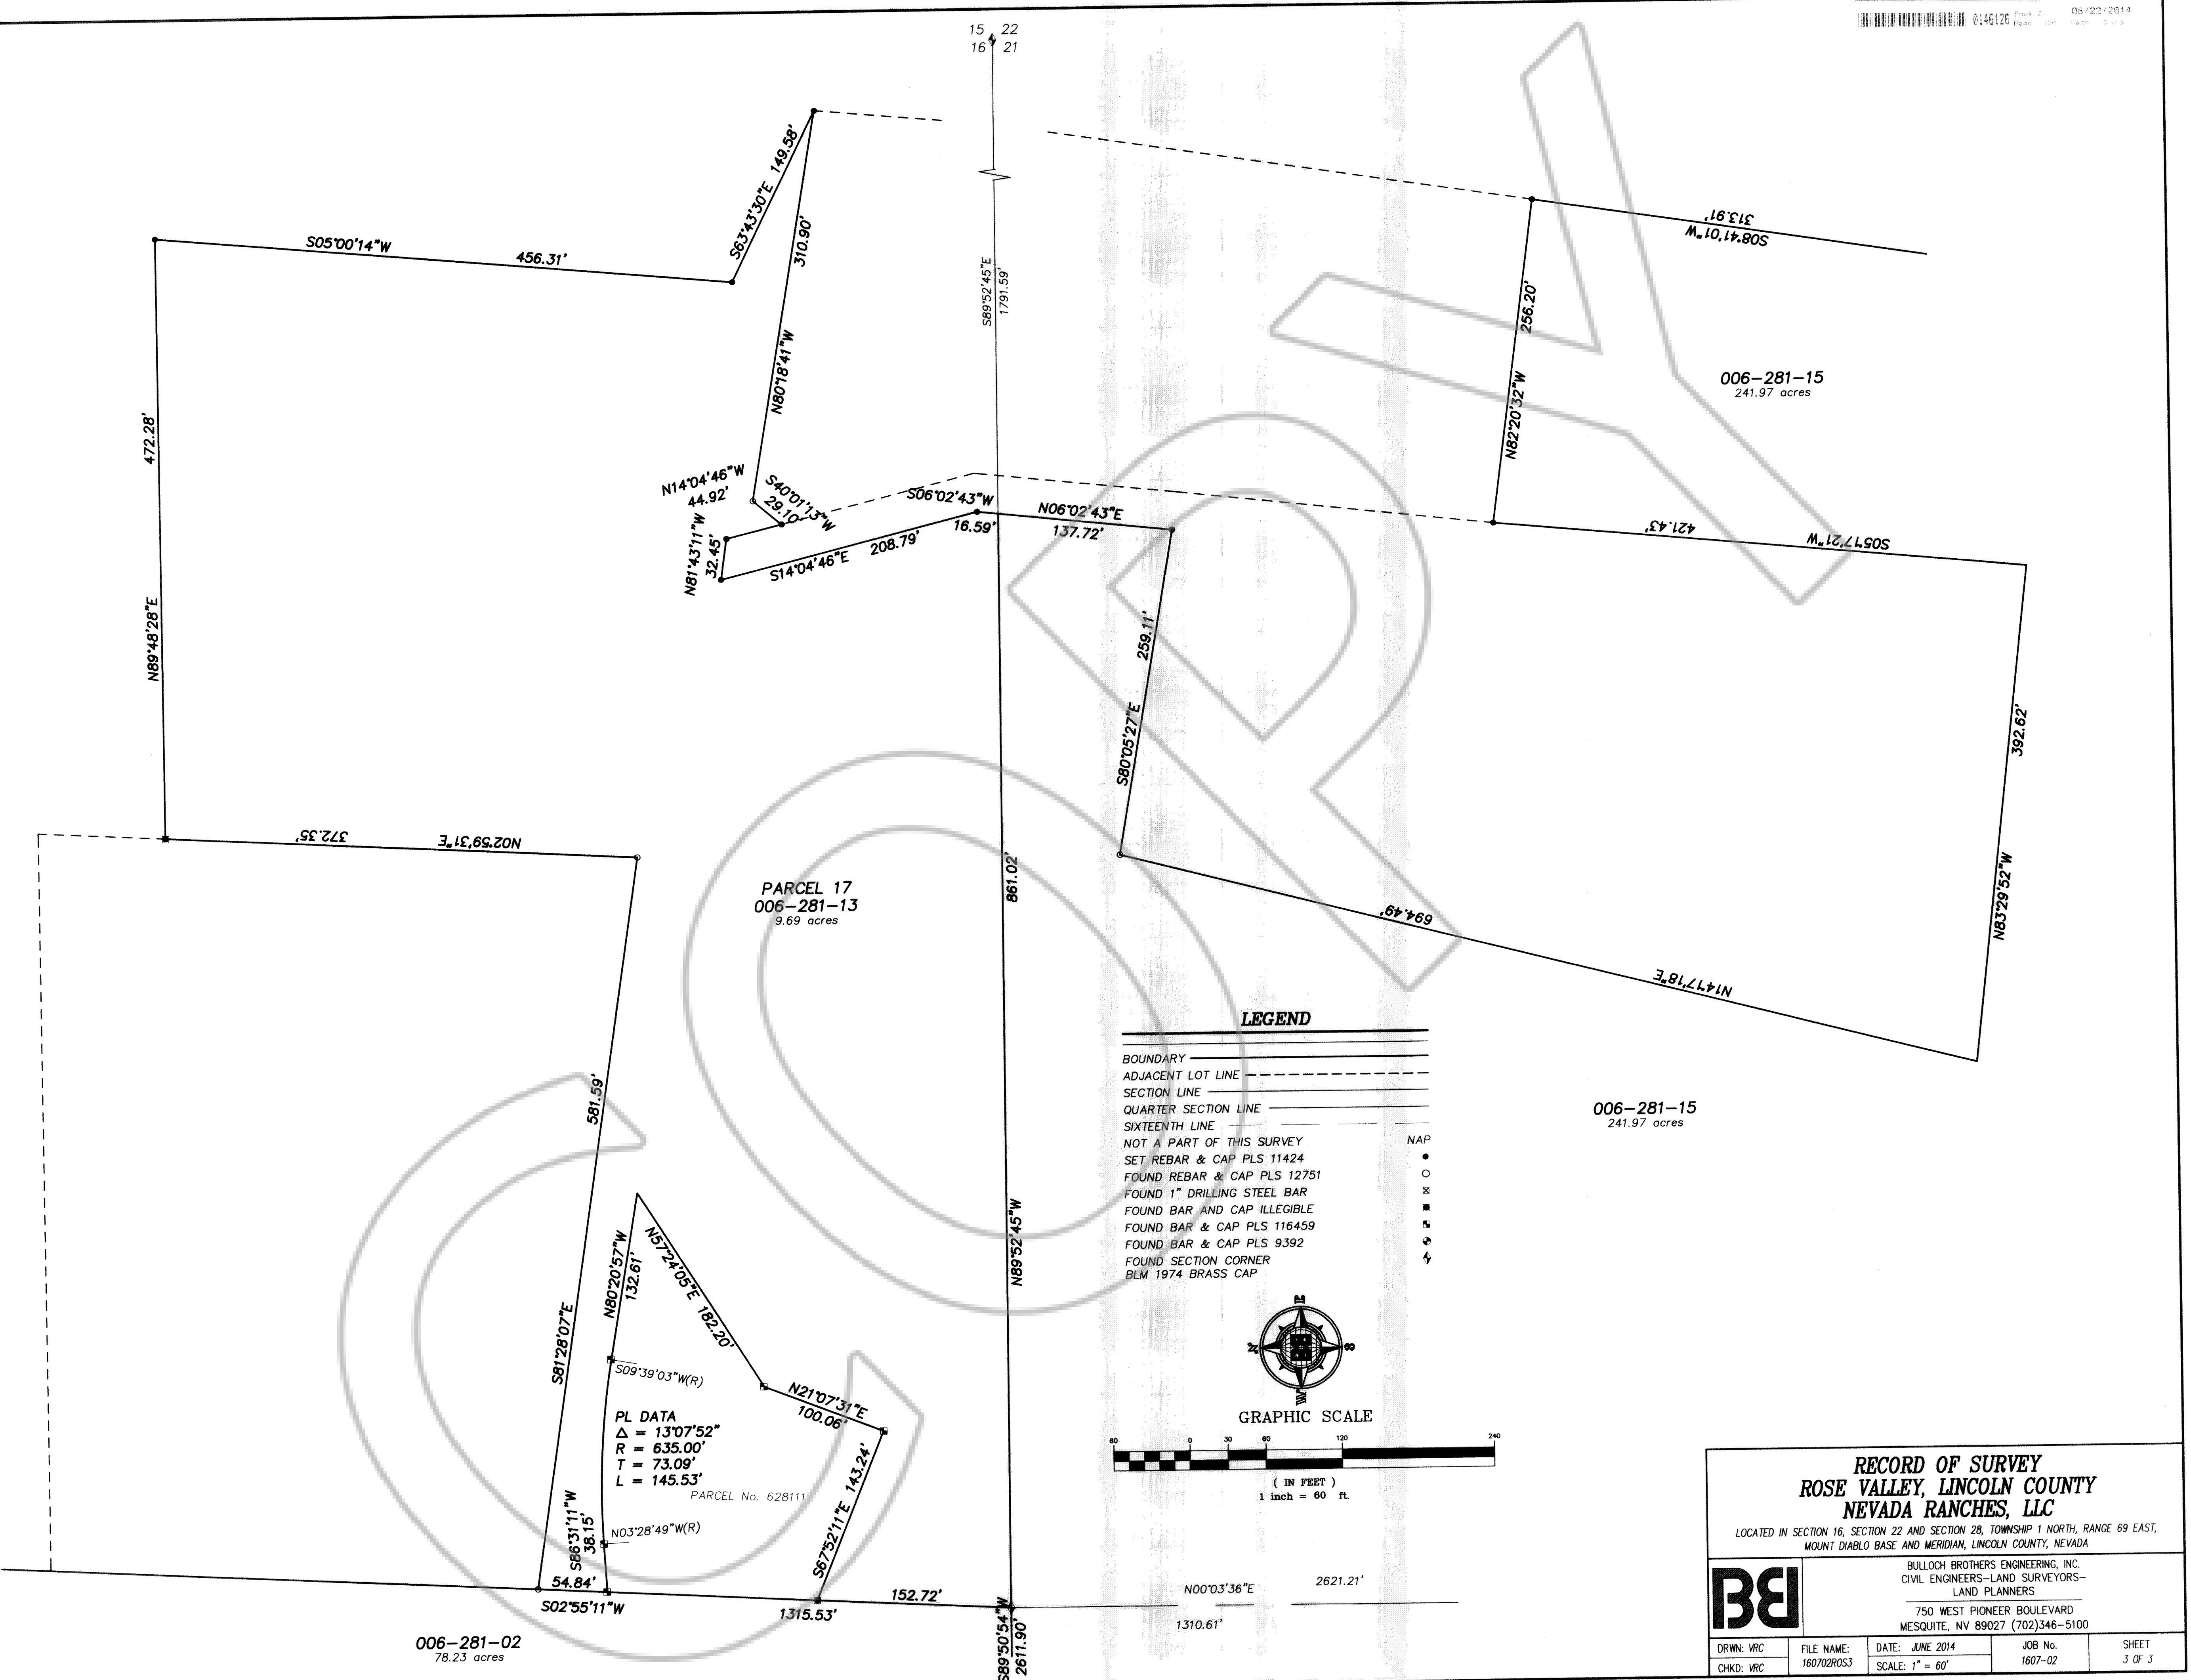 0146126
08/22/2014
15 22
16 21
S63°43'30"E 149.58'
310.90'
N80°18'41"W
S05°00'14"W 456.31'
472.28'
N89°48'28"E
S89°52'45"E
1791.59'
313.91'
S08°41'01"W
256.20'
N82°20'32"W
006-281-15
241.97 acres
N14°04'46"W
44.92'
S40°01'13"W
29.10'
N81°43'11"W
32.45'
S14°04'46"E 208.79'
S06°02'43"W
16.59'
N06°02'43"E
137.72'
421.43'
S05°17'21"W
259.11'
S80°05'27"E
392.62'
N83°29'52"W
372.35'
N02°59'31"E
PARCEL 17
006-281-13
9.69 acres
861.02'
N89°52'45"W
694.49'
N14°17'18"E
006-281-15
241.97 acres
581.59'
S81°28'07"E
N80°20'57"W
132.61'
N57°24'05"E 182.20'
S09°39'03"W(R)
N21°07'31"E
100.06'
PL DATA
Δ = 13°07'52"
R = 635.00'
T = 73.09'
L = 145.53'
PARCEL No. 628111
N03°28'49"W(R)
S86°31'11"W
38.15'
S67°52'11"E 143.24'
54.84'
S02°55'11"W
1315.53'
152.72'
S89°50'54"W
2611.90'
N00°03'36"E
2621.21'
1310.61'
006-281-02
78.23 acres
LEGEND
BOUNDARY
ADJACENT LOT LINE
SECTION LINE
QUARTER SECTION LINE
SIXTEENTH LINE
NOT A PART OF THIS SURVEY NAP
SET REBAR & CAP PLS 11424
FOUND REBAR & CAP PLS 12751
FOUND 1" DRILLING STEEL BAR
FOUND BAR AND CAP ILLEGIBLE
FOUND BAR & CAP PLS 116459
FOUND BAR & CAP PLS 9392
FOUND SECTION CORNER
BLM 1974 BRASS CAP
E
N
S
W
GRAPHIC SCALE
60 0 30 60 120 240
( IN FEET )
1 inch = 60 ft.
COPY
RECORD OF SURVEY
ROSE VALLEY, LINCOLN COUNTY
NEVADA RANCHES, LLC
LOCATED IN SECTION 16, SECTION 22 AND SECTION 28, TOWNSHIP 1 NORTH, RANGE 69 EAST,
MOUNT DIABLO BASE AND MERIDIAN, LINCOLN COUNTY, NEVADA
BULLOCH BROTHERS ENGINEERING, INC.
CIVIL ENGINEERS-LAND SURVEYORS-
LAND PLANNERS
750 WEST PIONEER BOULEVARD
MESQUITE, NV 89027 (702)346-5100
DRWN: VRC
CHKD: VRC
FILE NAME:
160702ROS3
DATE: JUNE 2014
SCALE: 1" = 60'
JOB No.
1607-02
SHEET
3 OF 3